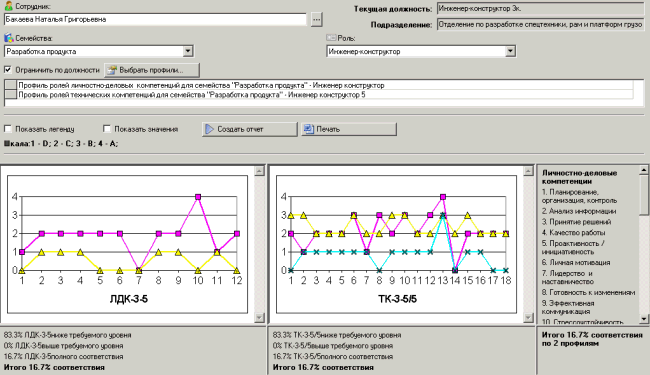 Сотрудник:
Бакаева Наталья Григорьевна
...
Текущая должность: Инженер-конструктор 3к.
Подразделение: Отделение по разработке спецтехники, рам и платформ грузо
Семейства:
Роль:
Разработка продукта
Инженер-конструктор
Ограничить по должности
Выбрать профили...
Профиль ролей личностно-деловых компетенций для семейства "Разработка продукта" - Инженер конструктор
Профиль ролей технических компетенций для семейства "Разработка продукта" - Инженер конструктор 5
Показать легенду
Показать значения
Создать отчет
Печать
Шкала:1 - D; 2 - C; 3 - B; 4 - A;
4
3
2
1
0
1 2 3 4 5 6 7 8 9 10 11 12
ЛДК-3-5
4
3
2
1
0
1 2 3 4 5 6 7 8 9 10 11 12 13 14 15 16 17 18
ТК-3-5/5
Личностно-деловые
компетенции
1. Планирование,
организация, контроль
2. Анализ информации
3. Принятие решений
4. Качество работы
5. Проактивность /
инициативность
6. Личная мотивация
7. Лидерство и
наставничество
8. Готовность к изменениям
9. Эффективная
коммуникация
10. Стрессоустойчивость
83.3% ЛДК-3-5ниже требуемого уровня
0% ЛДК-3-5выше требуемого уровня
16.7% ЛДК-3-5полного соответствия
Итого 16.7% соответствия
83.3% ТК-3-5/5ниже требуемого уровня
0% ТК-3-5/5выше требуемого уровня
16.7% ТК-3-5/5полного соответствия
Итого 16.7% соответствия
Итого 16.7% соответствия
по 2 профилям